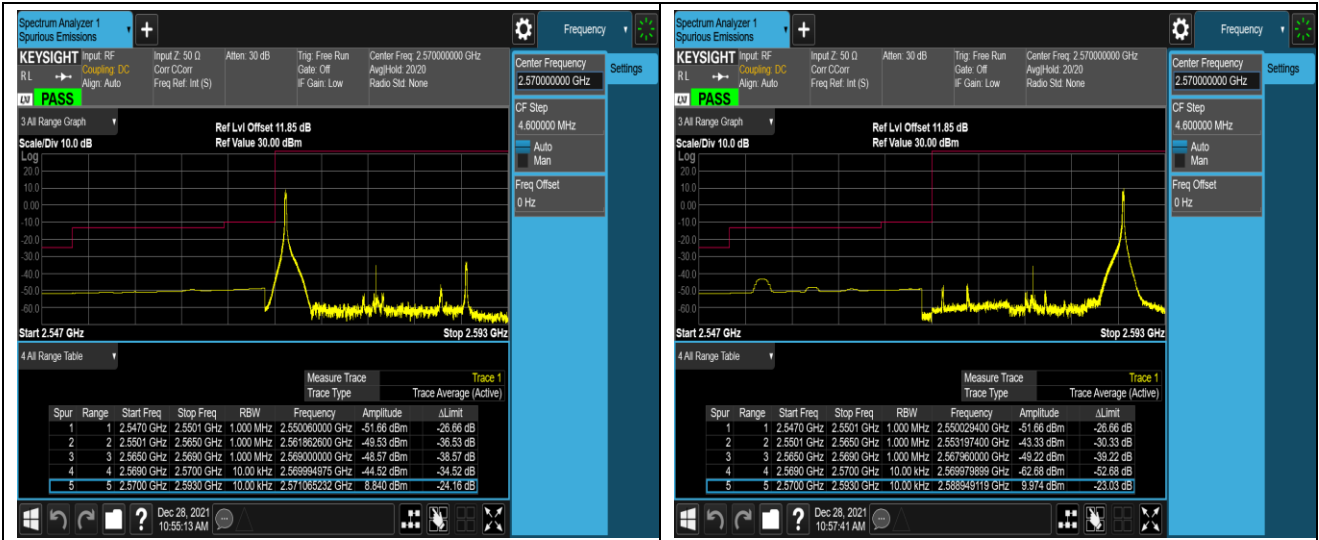 Spectrum Analyzer 1
Spurious Emissions
Frequency
KEYSIGHT Input: RF Input Z: 50 Ω Atten: 30 dB Trig: Free Run Center Freq: 2.570000000 GHz
Coupling: DC Corr CCorr Gate: Off Avg|Hold: 20/20
RL Align: Auto Freq Ref: Int (S) IF Gain: Low Radio Std: None
LXI PASS
Center Frequency
2.570000000 GHz
Settings
CF Step
4.600000 MHz
Auto
Man
Freq Offset
0 Hz
3 All Range Graph
Ref Lvl Offset 11.85 dB
Scale/Div 10.0 dB Ref Value 30.00 dBm
Log
20.0
10.0
0.00
-10.0
-20.0
-30.0
-40.0
-50.0
-60.0
Start 2.547 GHz Stop 2.593 GHz
4 All Range Table
Measure Trace Trace 1
Trace Type Trace Average (Active)
Spur Range Start Freq Stop Freq RBW Frequency Amplitude ΔLimit
1 1 2.5470 GHz 2.5501 GHz 1.000 MHz 2.550060000 GHz -51.66 dBm -26.66 dB
2 2 2.5501 GHz 2.5650 GHz 1.000 MHz 2.561862600 GHz -49.53 dBm -36.53 dB
3 3 2.5650 GHz 2.5690 GHz 1.000 MHz 2.569000000 GHz -48.57 dBm -38.57 dB
4 4 2.5690 GHz 2.5700 GHz 10.00 kHz 2.569994975 GHz -44.52 dBm -34.52 dB
5 5 2.5700 GHz 2.5930 GHz 10.00 kHz 2.571065232 GHz 8.840 dBm -24.16 dB
Dec 28, 2021
10:55:13 AM
Spectrum Analyzer 1
Spurious Emissions
Frequency
KEYSIGHT Input: RF Input Z: 50 Ω Atten: 30 dB Trig: Free Run Center Freq: 2.570000000 GHz
Coupling: DC Corr CCorr Gate: Off Avg|Hold: 20/20
RL Align: Auto Freq Ref: Int (S) IF Gain: Low Radio Std: None
LXI PASS
Center Frequency
2.570000000 GHz
Settings
CF Step
4.600000 MHz
Auto
Man
Freq Offset
0 Hz
3 All Range Graph
Ref Lvl Offset 11.85 dB
Scale/Div 10.0 dB Ref Value 30.00 dBm
Log
20.0
10.0
0.00
-10.0
-20.0
-30.0
-40.0
-50.0
-60.0
Start 2.547 GHz Stop 2.593 GHz
4 All Range Table
Measure Trace Trace 1
Trace Type Trace Average (Active)
Spur Range Start Freq Stop Freq RBW Frequency Amplitude ΔLimit
1 1 2.5470 GHz 2.5501 GHz 1.000 MHz 2.550029400 GHz -51.66 dBm -26.66 dB
2 2 2.5501 GHz 2.5650 GHz 1.000 MHz 2.553197400 GHz -43.33 dBm -30.33 dB
3 3 2.5650 GHz 2.5690 GHz 1.000 MHz 2.567960000 GHz -49.22 dBm -39.22 dB
4 4 2.5690 GHz 2.5700 GHz 10.00 kHz 2.569979899 GHz -62.68 dBm -52.68 dB
5 5 2.5700 GHz 2.5930 GHz 10.00 kHz 2.588949119 GHz 9.974 dBm -23.03 dB
Dec 28, 2021
10:57:41 AM